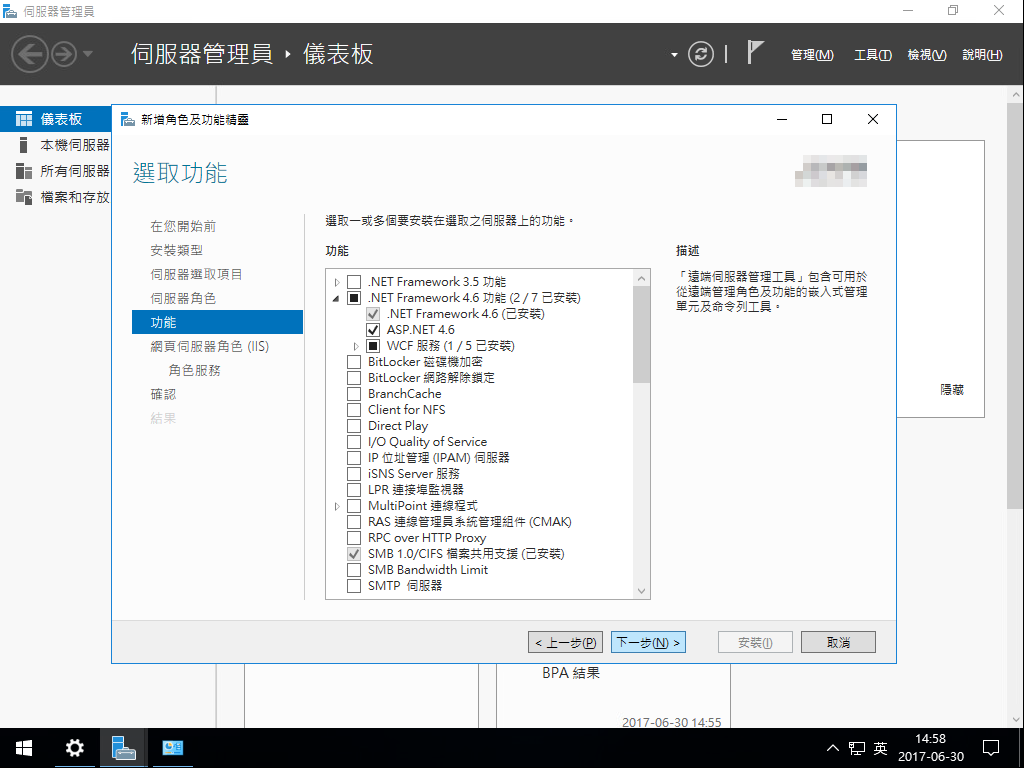 伺服器管理員
伺服器管理員 ‣ 儀表板
管理(M) 工具(T) 檢視(V) 說明(H)
儀表板
本機伺服器
所有伺服器
檔案和存放
新增角色及功能精靈
選取功能
在您開始前
安裝類型
伺服器選取項目
伺服器角色
功能
網頁伺服器角色 (IIS)
角色服務
確認
結果
選取一或多個要安裝在選取之伺服器上的功能。
功能
.NET Framework 3.5 功能
.NET Framework 4.6 功能 (2 / 7 已安裝)
.NET Framework 4.6 (已安裝)
ASP.NET 4.6
WCF 服務 (1 / 5 已安裝)
BitLocker 磁碟機加密
BitLocker 網路解除鎖定
BranchCache
Client for NFS
Direct Play
I/O Quality of Service
IP 位址管理 (IPAM) 伺服器
iSNS Server 服務
LPR 連接埠監視器
MultiPoint 連線程式
RAS 連線管理員系統管理組件 (CMAK)
RPC over HTTP Proxy
SMB 1.0/CIFS 檔案共用支援 (已安裝)
SMB Bandwidth Limit
SMTP 伺服器
描述
「遠端伺服器管理工具」包含可用於
從遠端管理角色及功能的嵌入式管理
單元及命令列工具。
隱藏
< 上一步(P) 下一步(N) > 安裝(I) 取消
BPA 結果
2017-06-30 14:55
英
14:58
2017-06-30